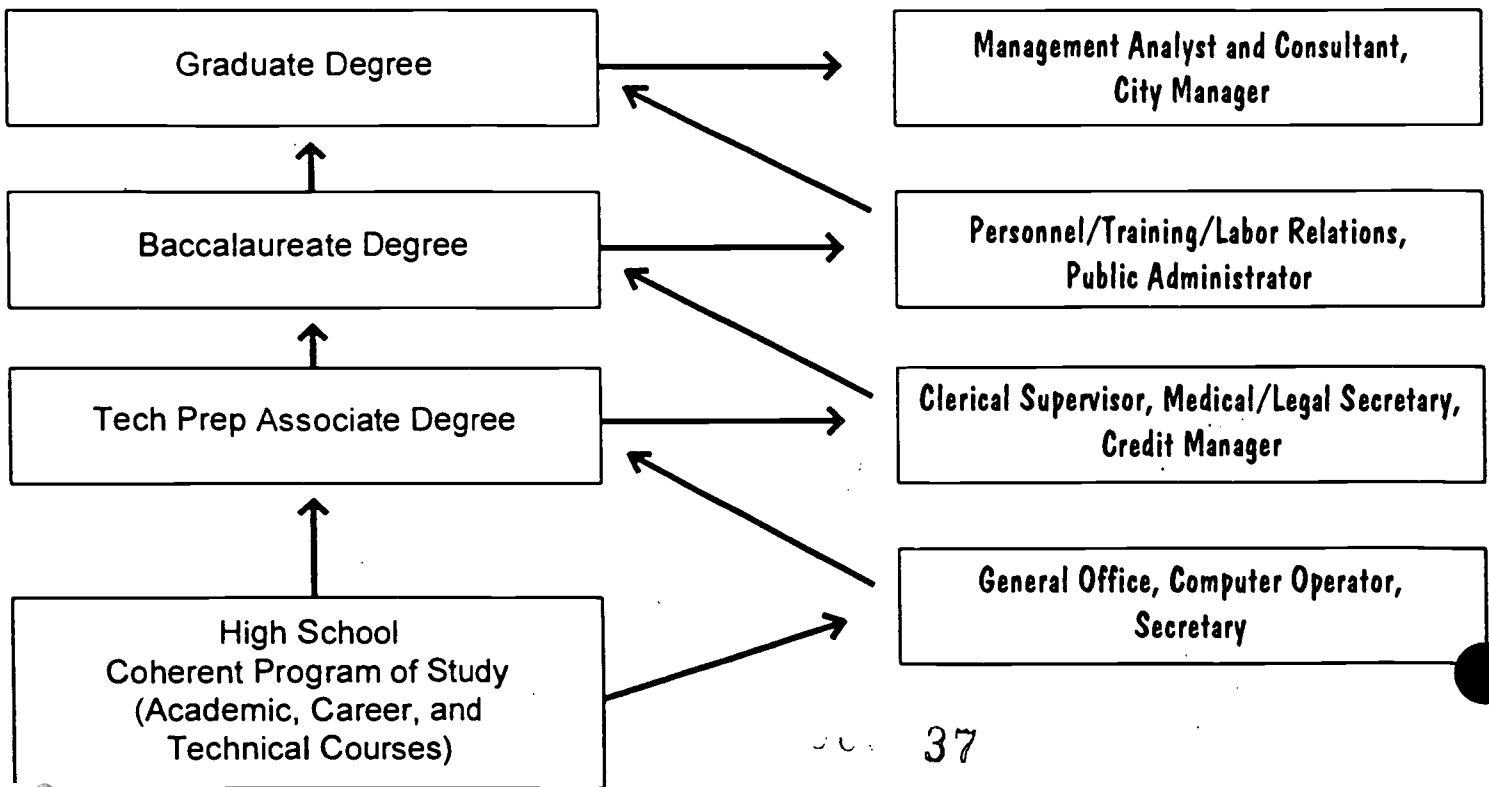 Graduate Degree
Management Analyst and Consultant,
City Manager
Baccalaureate Degree
Personnel/Training/Labor Relations,
Public Administrator
Tech Prep Associate Degree
Clerical Supervisor, Medical/Legal Secretary,
Credit Manager
General Office, Computer Operator,
Secretary
High School
Coherent Program of Study
(Academic, Career, and
Technical Courses)
37